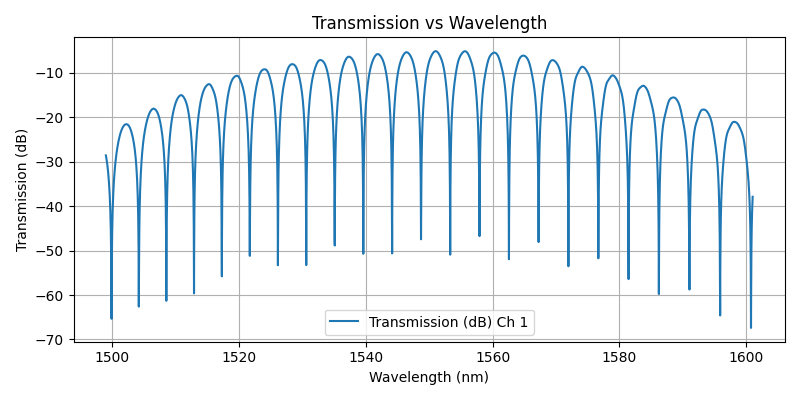 Transmission vs Wavelength
Transmission (dB)
−10
−20
−30
−40
−50
−60
−70
Transmission (dB) Ch 1
1500 1520 1540 1560 1580 1600
Wavelength (nm)